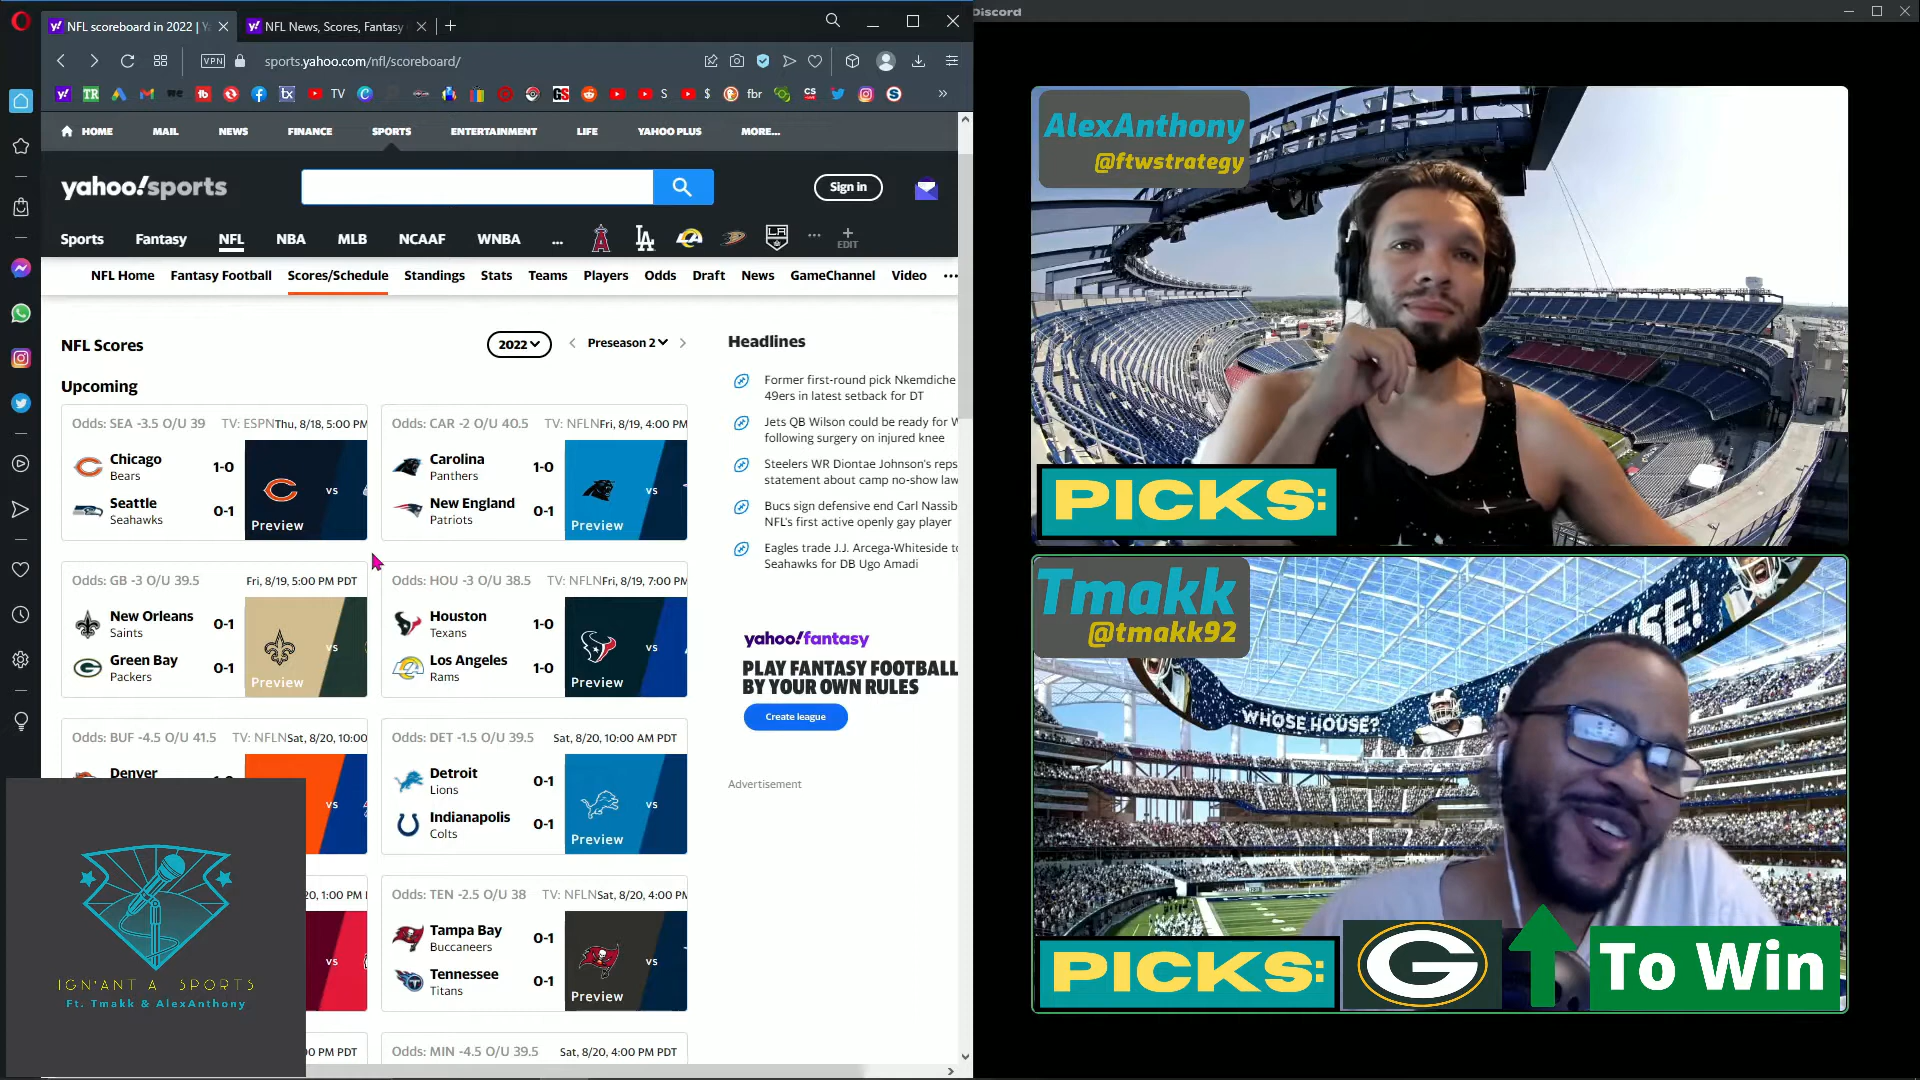 NFL scoreboard in 2022 | Y
NFL News, Scores, Fantasy
VPN
sports.yahoo.com/nfl/scoreboard/
TV
S
$
fbr
HOME
MAIL
NEWS
FINANCE
SPORTS
ENTERTAINMENT
LIFE
YAHOO PLUS
MORE...
yahoo!sports
Sign in
Sports
Fantasy
NFL
NBA
MLB
NCAAF
WNBA
...
EDIT
NFL Home
Fantasy Football
Scores/Schedule
Standings
Stats
Teams
Players
Odds
Draft
News
GameChannel
Video
NFL Scores
2022
Preseason 2
Upcoming
Odds: SEA -3.5 O/U 39
TV: ESPN
Thu, 8/18, 5:00 PM
Chicago
Bears
1-0
Seattle
Seahawks
0-1
vs
Preview
Odds: CAR -2 O/U 40.5
TV: NFLN
Fri, 8/19, 4:00 PM
Carolina
Panthers
1-0
New England
Patriots
0-1
vs
Preview
Odds: GB -3 O/U 39.5
Fri, 8/19, 5:00 PM PDT
New Orleans
Saints
0-1
Green Bay
Packers
0-1
vs
Preview
Odds: HOU -3 O/U 38.5
TV: NFLN
Fri, 8/19, 7:00 PM
Houston
Texans
1-0
Los Angeles
Rams
1-0
vs
Preview
Odds: BUF -4.5 O/U 41.5
TV: NFLN
Sat, 8/20, 10:00
Denver
vs
Odds: DET -1.5 O/U 39.5
Sat, 8/20, 10:00 AM PDT
Detroit
Lions
0-1
Indianapolis
Colts
0-1
vs
Preview
20, 1:00 PM
vs
Odds: TEN -2.5 O/U 38
TV: NFLN
Sat, 8/20, 4:00 PM
Tampa Bay
Buccaneers
0-1
Tennessee
Titans
0-1
vs
Preview
0 PM PDT
Odds: MIN -4.5 O/U 39.5
Sat, 8/20, 4:00 PM PDT
Headlines
Former first-round pick Nkemdiche
49ers in latest setback for DT
Jets QB Wilson could be ready for W
following surgery on injured knee
Steelers WR Diontae Johnson's reps
statement about camp no-show law
Bucs sign defensive end Carl Nassib
NFL's first active openly gay player
Eagles trade J.J. Arcega-Whiteside to
Seahawks for DB Ugo Amadi
yahoo!fantasy
PLAY FANTASY FOOTBALL
BY YOUR OWN RULES
Create league
Advertisement
IGN'ANT A SPORTS
Ft. Tmakk & AlexAnthony
Discord
AlexAnthony
@ftwstrategy
PICKS:
Tmakk
@tmakk92
WHOSE HOUSE?
PICKS:
G
To Win